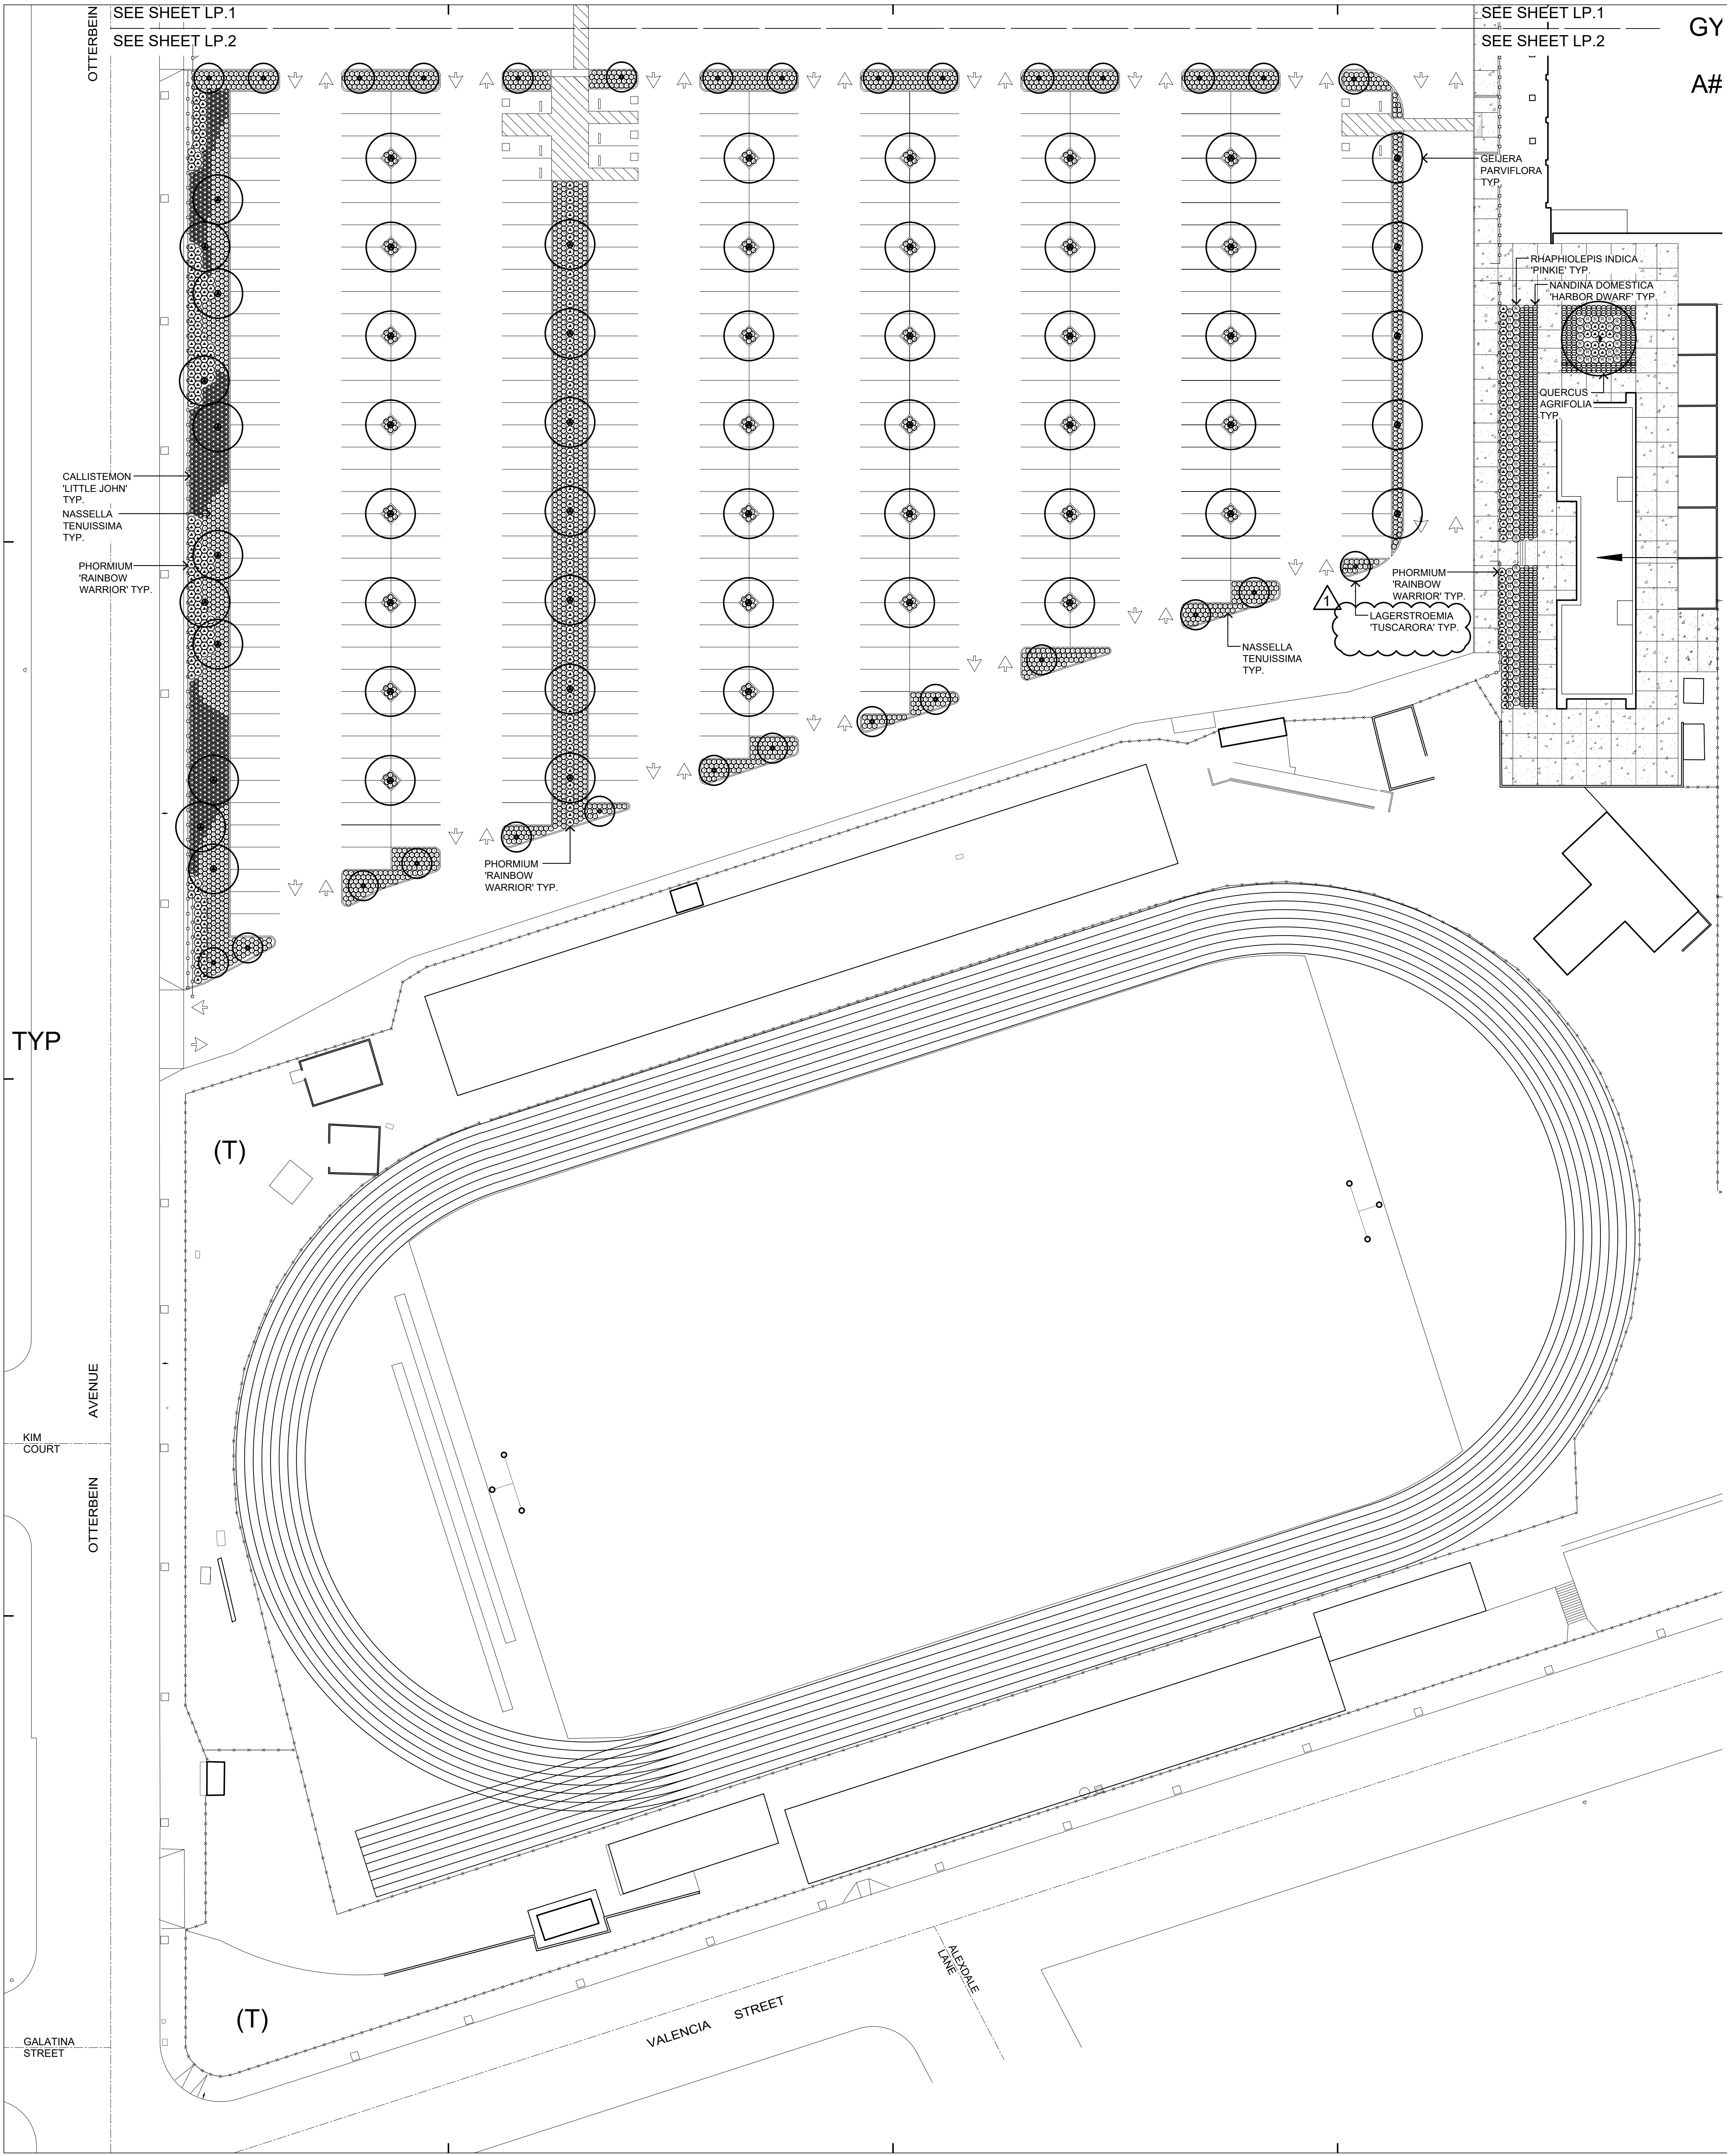 OTTERBEIN
SEE SHEET LP.1
SEE SHEET LP.2
SEE SHEET LP.1
SEE SHEET LP.2
GY
A#
GEIJERA
PARVIFLORA
TYP.
RHAPHIOLEPIS INDICA
'PINKIE' TYP.
NANDINA DOMESTICA
'HARBOR DWARF' TYP.
QUERCUS
AGRIFOLIA
TYP.
CALLISTEMON
'LITTLE JOHN'
TYP.
NASSELLA
TENUISSIMA
TYP.
PHORMIUM
'RAINBOW
WARRIOR' TYP.
PHORMIUM
'RAINBOW
WARRIOR' TYP.
1
LAGERSTROEMIA
'TUSCARORA' TYP.
NASSELLA
TENUISSIMA
TYP.
PHORMIUM
'RAINBOW
WARRIOR' TYP.
TYP
(T)
AVENUE
KIM
COURT
OTTERBEIN
ALEXDALE
LANE
VALENCIA STREET
(T)
GALATINA
STREET